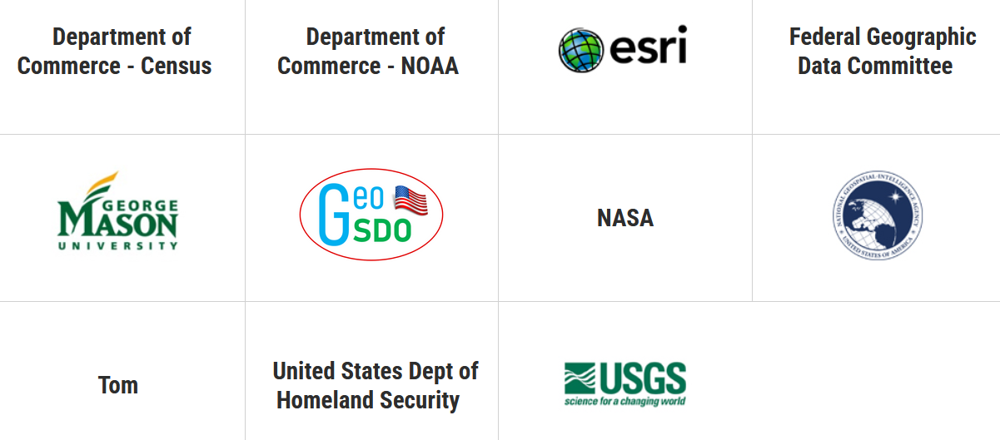 Department of
Commerce - Census
Department of
Commerce - NOAA
esri
Federal Geographic
Data Committee
GEORGE
MASON
UNIVERSITY
Geo
SDO
NASA
NATIONAL GEOSPATIAL-INTELLIGENCE AGENCY
UNITED STATES OF AMERICA
Tom
United States Dept of
Homeland Security
USGS
science for a changing world